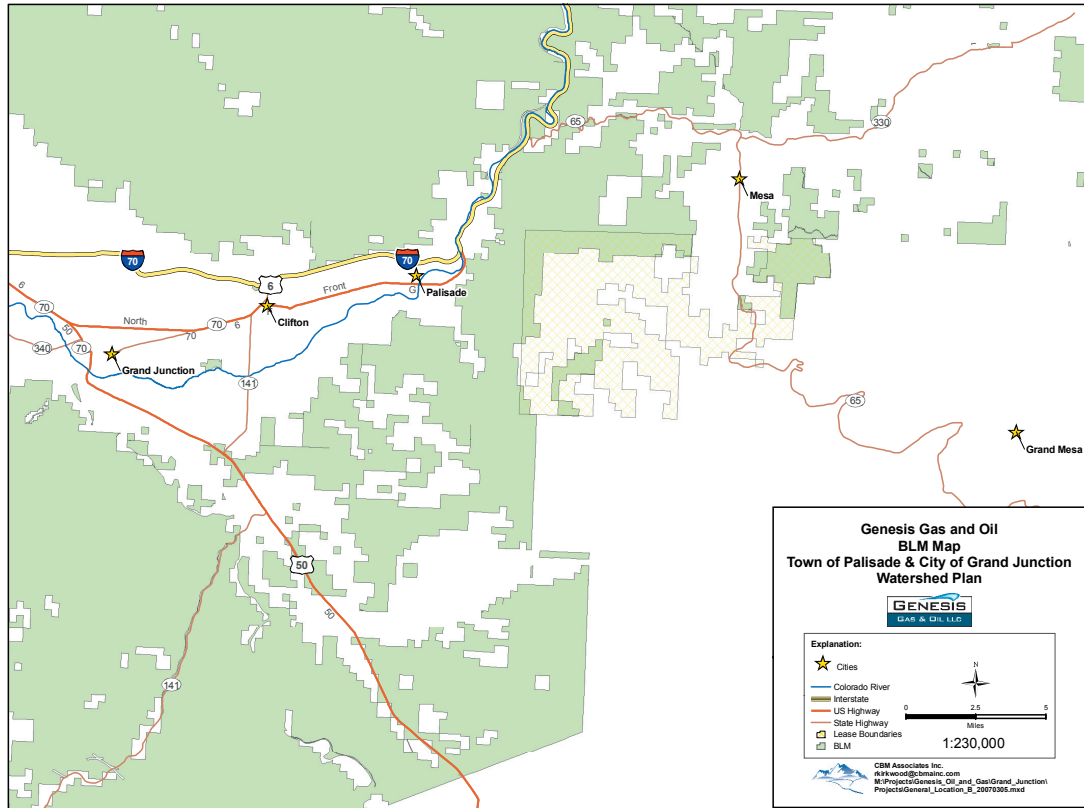 65
330
Mesa
70
70
6
Palisade
G
Front
6
70
50
North
70
6
Clifton
70
340
70
Grand Junction
141
65
Grand Mesa
50
50
141
Genesis Gas and Oil
BLM Map
Town of Palisade & City of Grand Junction
Watershed Plan
GENESIS
GAS & OIL LLC
Explanation:
Cities
Colorado River
Interstate
US Highway
State Highway
Lease Boundaries
BLM
N
0 2.5 5
Miles
1:230,000
CBM Associates Inc.
rkirkwood@cbmainc.com
M:\Projects\Genesis_Oil_and_Gas\Grand_Junction\
Projects\General_Location_B_20070305.mxd